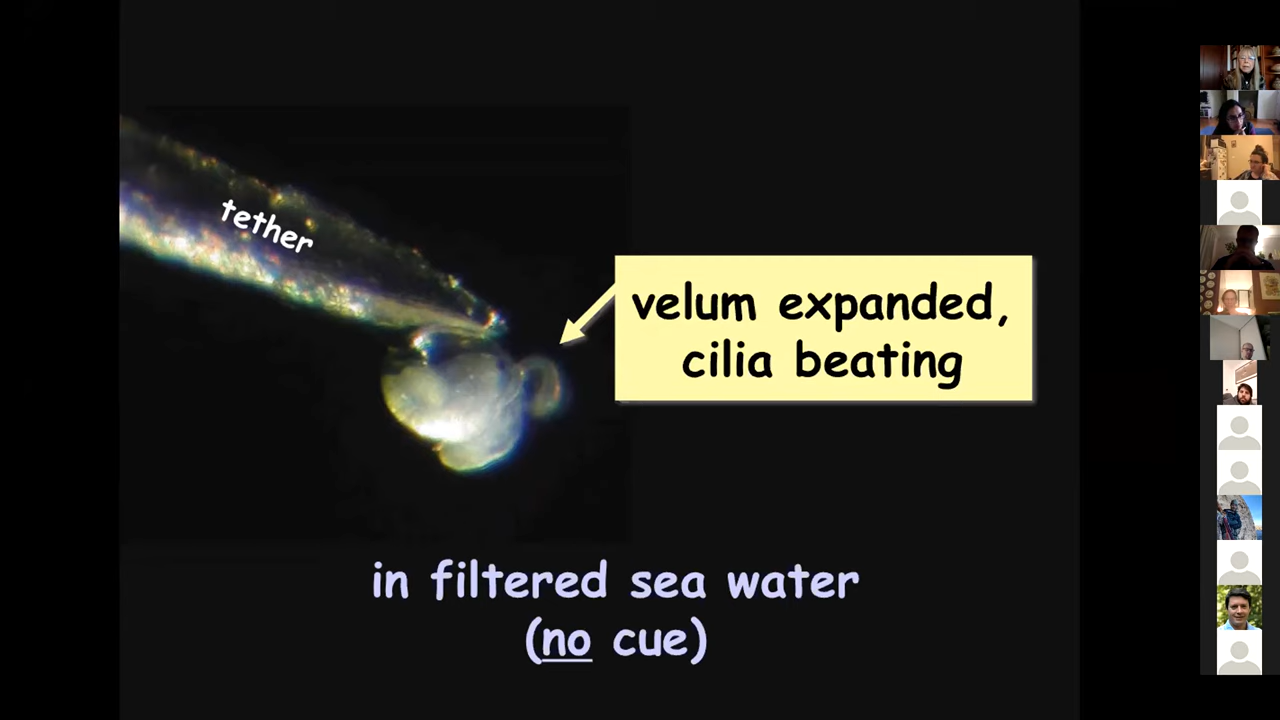 tether
velum expanded,
cilia beating
in filtered sea water
(no cue)